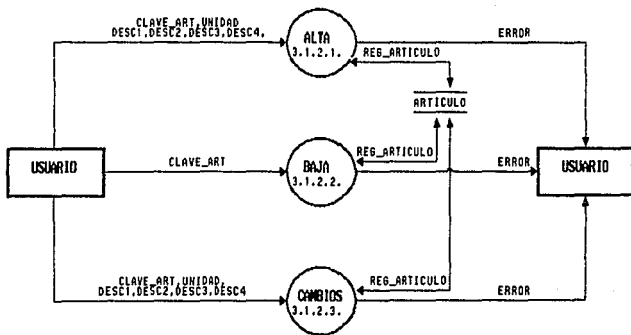 CLAVE_ART,UNIDAD
DESC1,DESC2,DESC3,DESC4,
ALTA
3.1.2.1.
ERROR
REG_ARTICULO
ARTICULO
USUARIO
CLAVE_ART
BAJA
3.1.2.2.
REG_ARTICULO
ERROR
USUARIO
CLAVE_ART,UNIDAD,
DESC1,DESC2,DESC3,DESC4
CAMBIOS
3.1.2.3.
REG_ARTICULO
ERROR